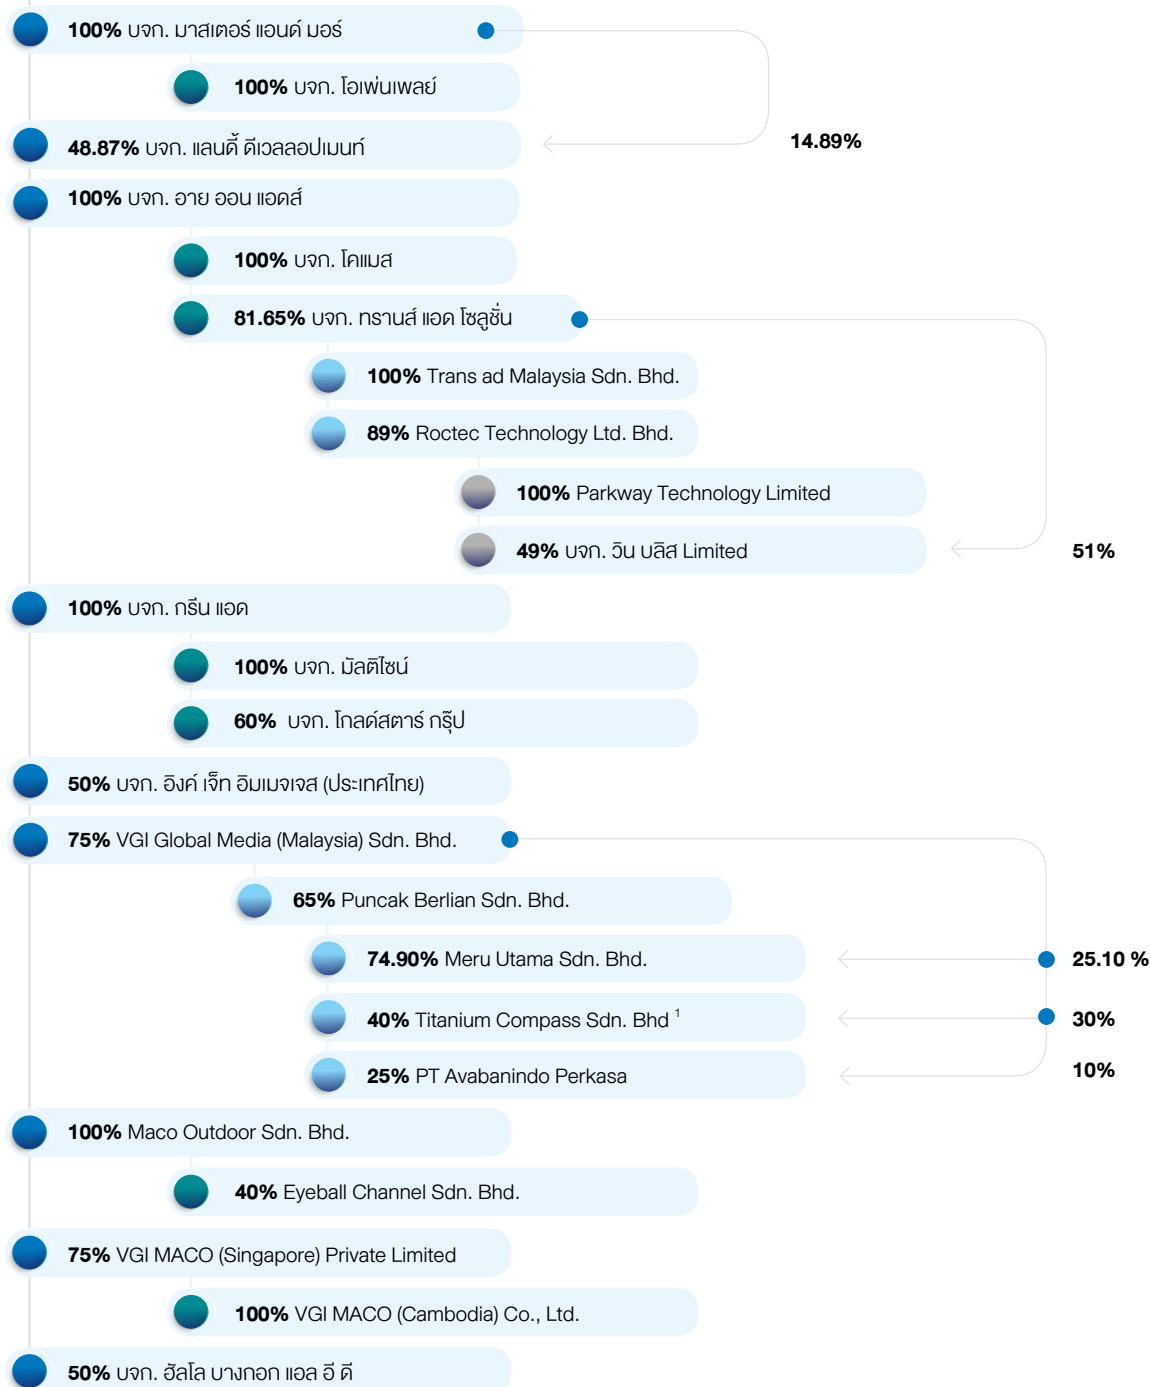 100% บจก. มาสเตอร์ แอนด์ มอร์
100% บจก. โอเพ่นเพลย์
48.87% บจก. แลนดี้ ดีเวลลอปเมนท์
14.89%
100% บจก. อาย ออน แอดส์
100% บจก. โคแมส
81.65% บจก. ทรานส์ แอด โซลูชั่น
100% Trans ad Malaysia Sdn. Bhd.
89% Roctec Technology Ltd. Bhd.
100% Parkway Technology Limited
49% บจก. วิน บลิส Limited
51%
100% บจก. กรีน แอด
100% บจก. มัลติไซน์
60% บจก. โกลด์สตาร์ กรุ๊ป
50% บจก. อิงค์ เจ็ท อิมเมจเจส (ประเทศไทย)
75% VGI Global Media (Malaysia) Sdn. Bhd.
65% Puncak Berlian Sdn. Bhd.
74.90% Meru Utama Sdn. Bhd.
25.10 %
40% Titanium Compass Sdn. Bhd 1
30%
25% PT Avabanindo Perkasa
10%
100% Maco Outdoor Sdn. Bhd.
40% Eyeball Channel Sdn. Bhd.
75% VGI MACO (Singapore) Private Limited
100% VGI MACO (Cambodia) Co., Ltd.
50% บจก. ฮัลโล บางกอก แอล อี ดี